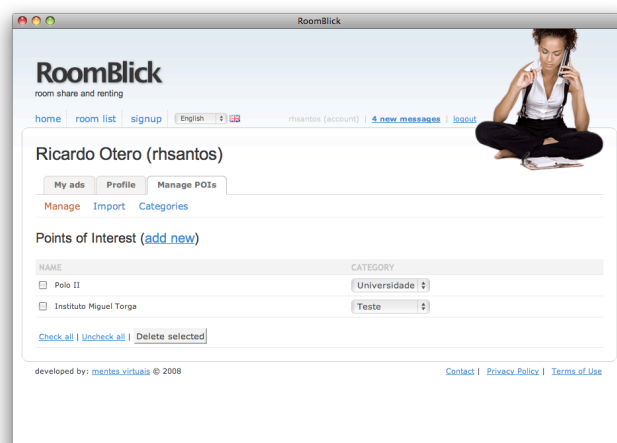 RoomBlick
RoomBlick
room share and renting
home room list signup English rhsantos (account) | 4 new messages | logout
Ricardo Otero (rhsantos)
My ads Profile Manage POIs
Manage Import Categories
Points of Interest (add new)
NAME CATEGORY
Polo II Universidade
Instituto Miguel Torga Teste
Check all | Uncheck all | Delete selected
developed by: mentes virtuais © 2008 Contact | Privacy Policy | Terms of Use